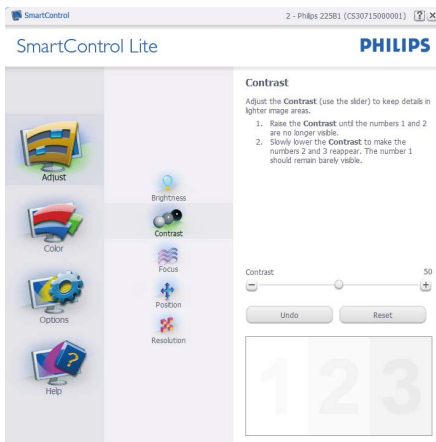 SmartControl
2 - Philips 225B1 (CS30715000001)
SmartControl Lite
PHILIPS
Adjust
Color
Options
Help
Brightness
Contrast
Focus
Position
Resolution
Contrast
Adjust the Contrast (use the slider) to keep details in
lighter image areas.
1. Raise the Contrast until the numbers 1 and 2
are no longer visible.
2. Slowly lower the Contrast to make the
numbers 2 and 3 reappear. The number 1
should remain barely visible.
Contrast 50
Undo Reset
1 2 3